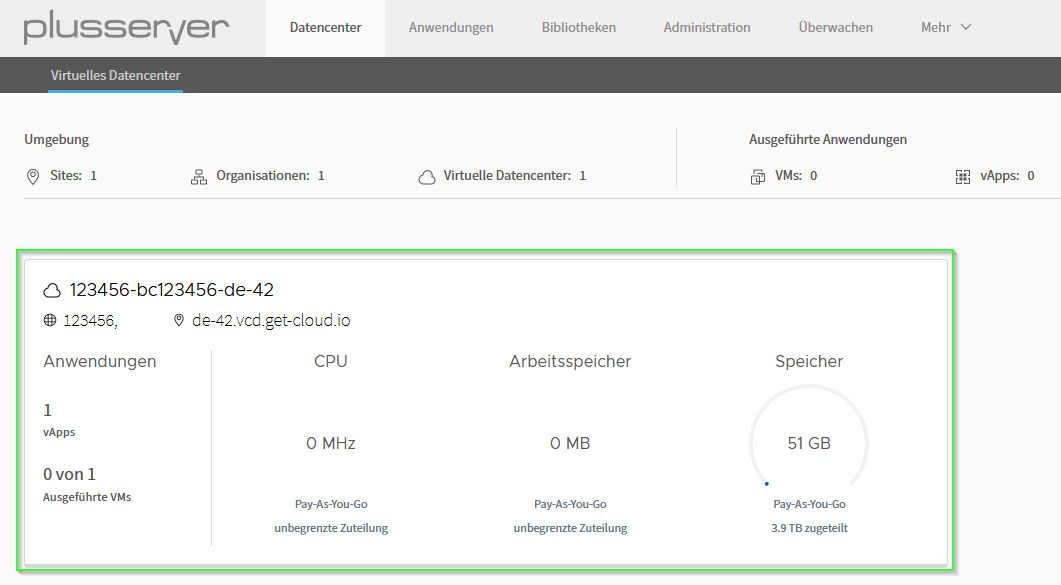 plusserver Datencenter Anwendungen Bibliotheken Administration Überwachen Mehr
Virtuelles Datencenter
Umgebung Ausgeführte Anwendungen
Sites: 1 Organisationen: 1 Virtuelle Datencenter: 1 VMs: 0 vApps: 0
123456-bc123456-de-42
123456, de-42.vcd.get-cloud.io
Anwendungen CPU Arbeitsspeicher Speicher
1
vApps
0 MHz 0 MB 51 GB
0 von 1
Ausgeführte VMs
Pay-As-You-Go Pay-As-You-Go Pay-As-You-Go
unbegrenzte Zuteilung unbegrenzte Zuteilung 3.9 TB zugeteilt